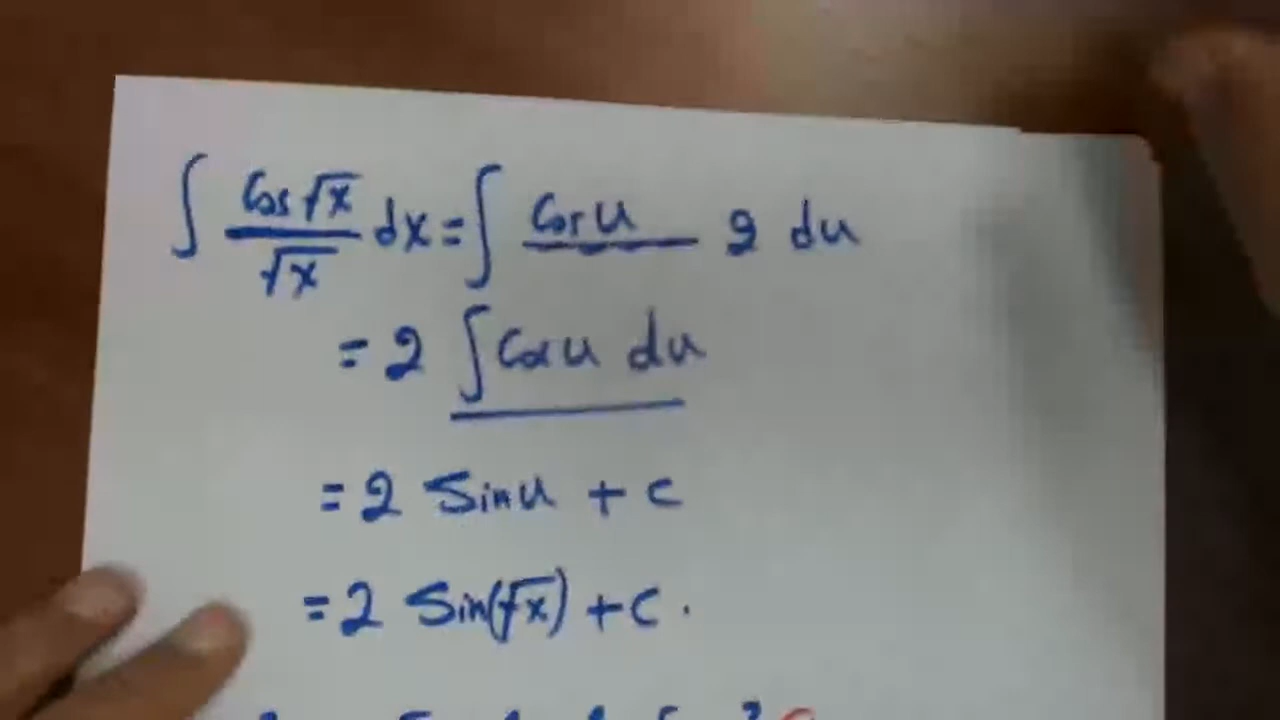 ∫ cos√x / √x dx = ∫ cos u 2 du
= 2 ∫ cos u du
= 2 Sin u + c
= 2 Sin(√x) + c.